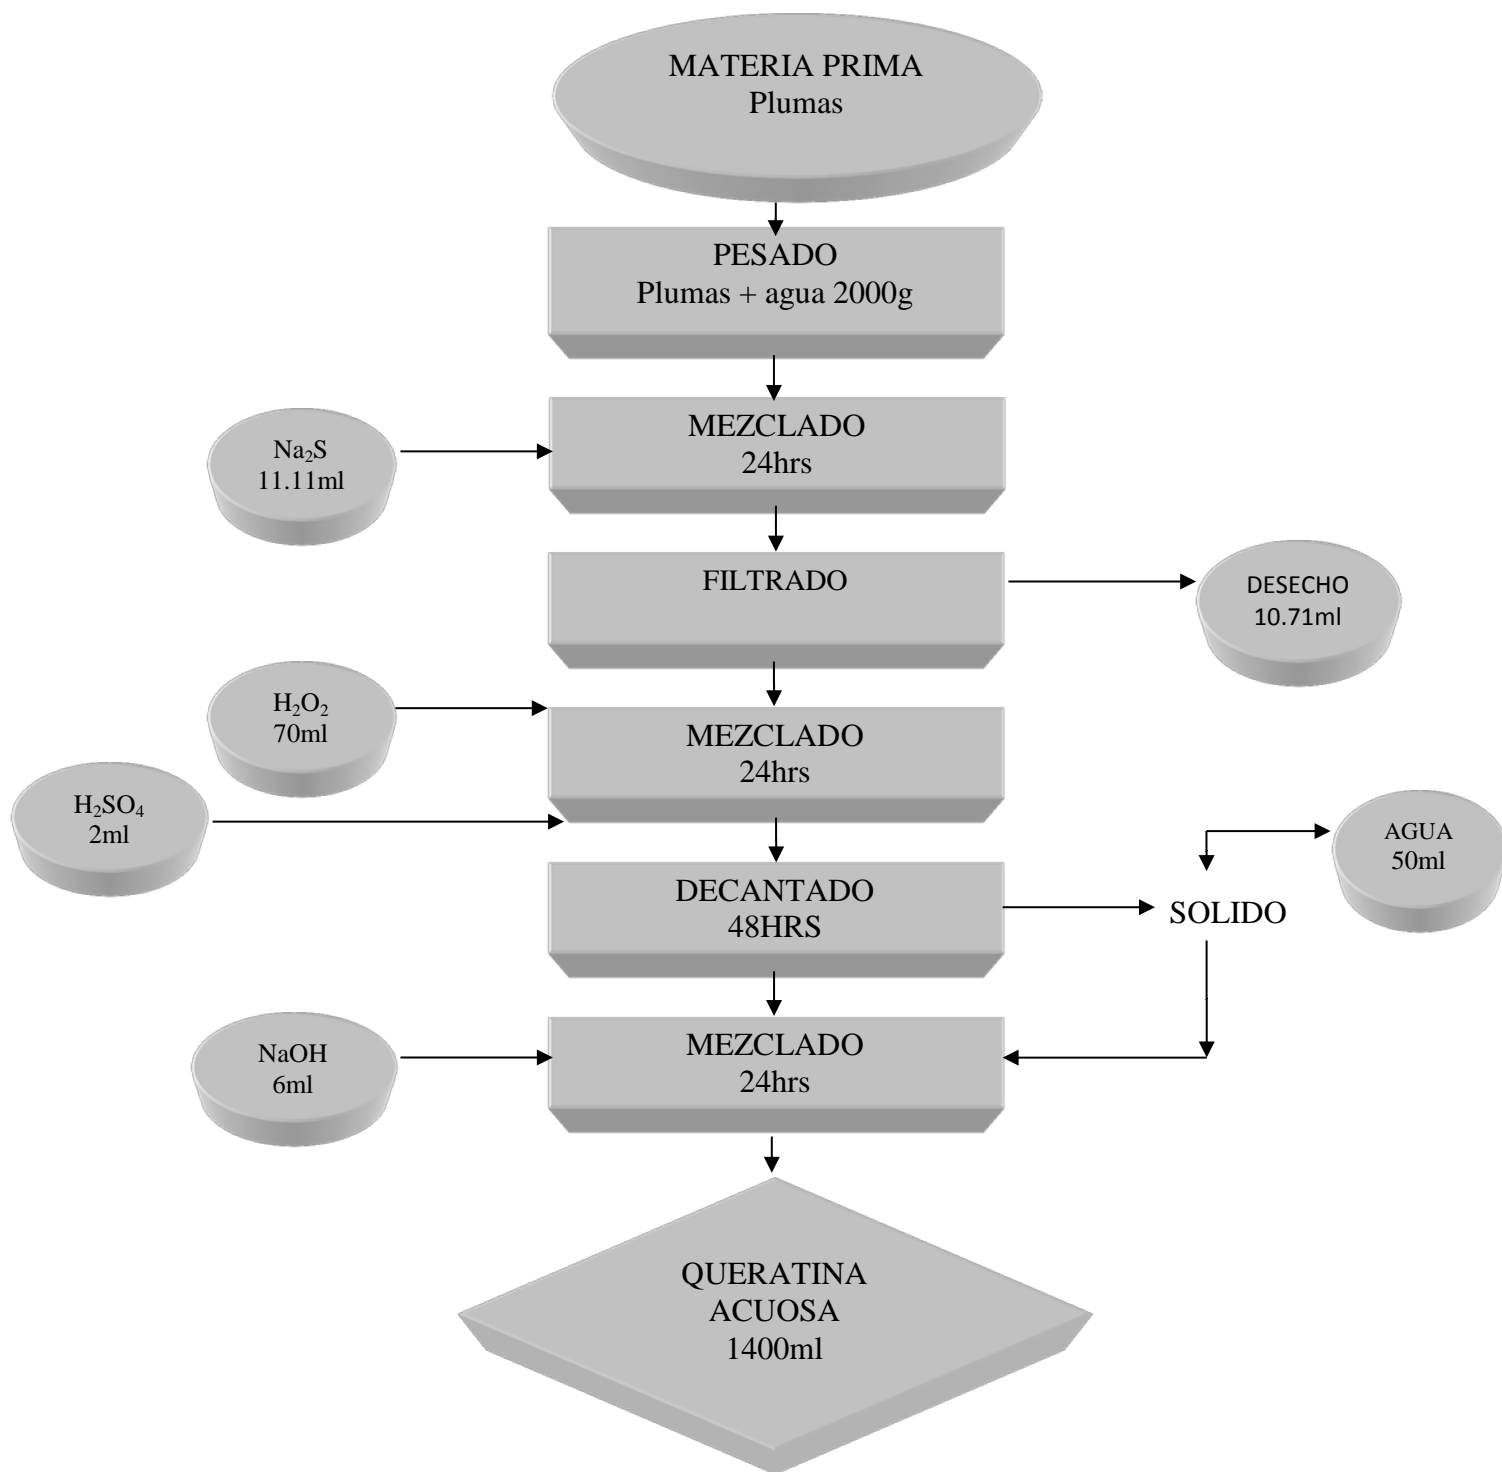 MATERIA PRIMA
Plumas
PESADO
Plumas + agua 2000g
MEZCLADO
24hrs
Na₂S
11.11ml
FILTRADO
DESECHO
10.71ml
H₂O₂
70ml
MEZCLADO
24hrs
H₂SO₄
2ml
AGUA
50ml
DECANTADO
48HRS
SOLIDO
NaOH
6ml
MEZCLADO
24hrs
QUERATINA
ACUOSA
1400ml